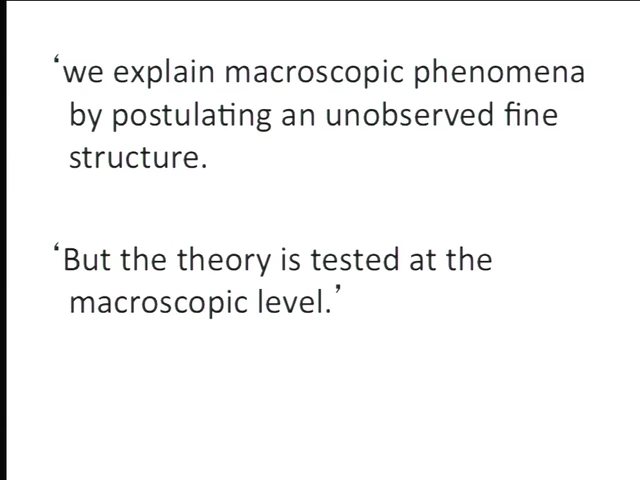 ‘we explain macroscopic phenomena
by postulating an unobserved fine
structure.
‘But the theory is tested at the
macroscopic level.’